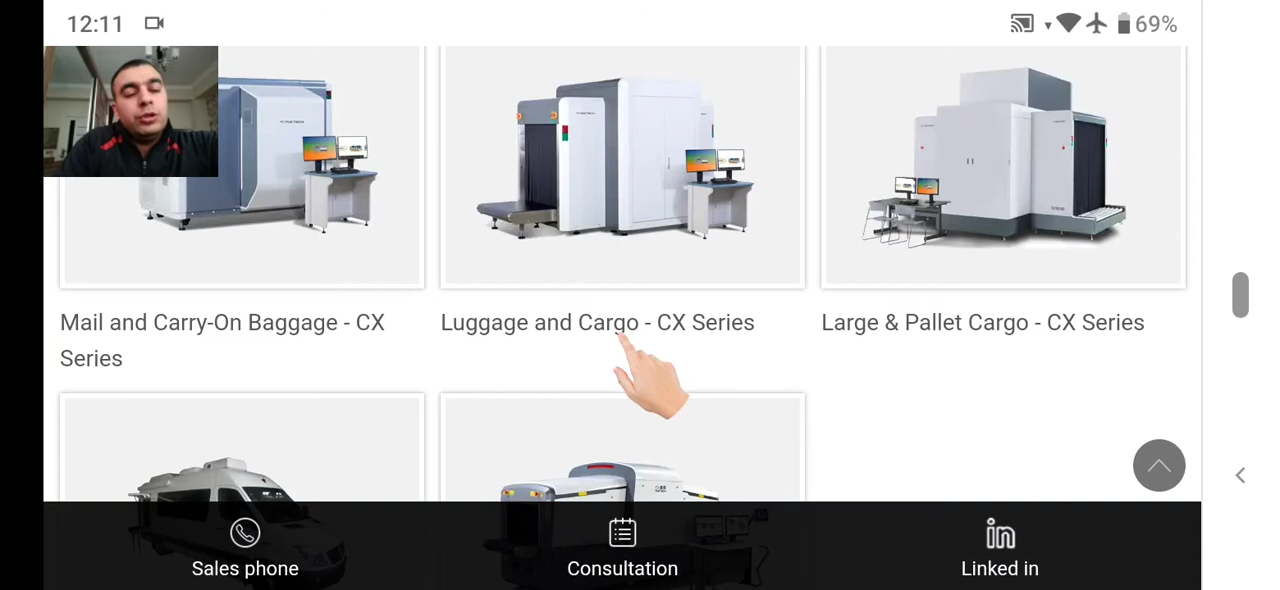 12:11
69%
Mail and Carry-On Baggage - CX
Series
Luggage and Cargo - CX Series
Large & Pallet Cargo - CX Series
Sales phone
Consultation
Linked in